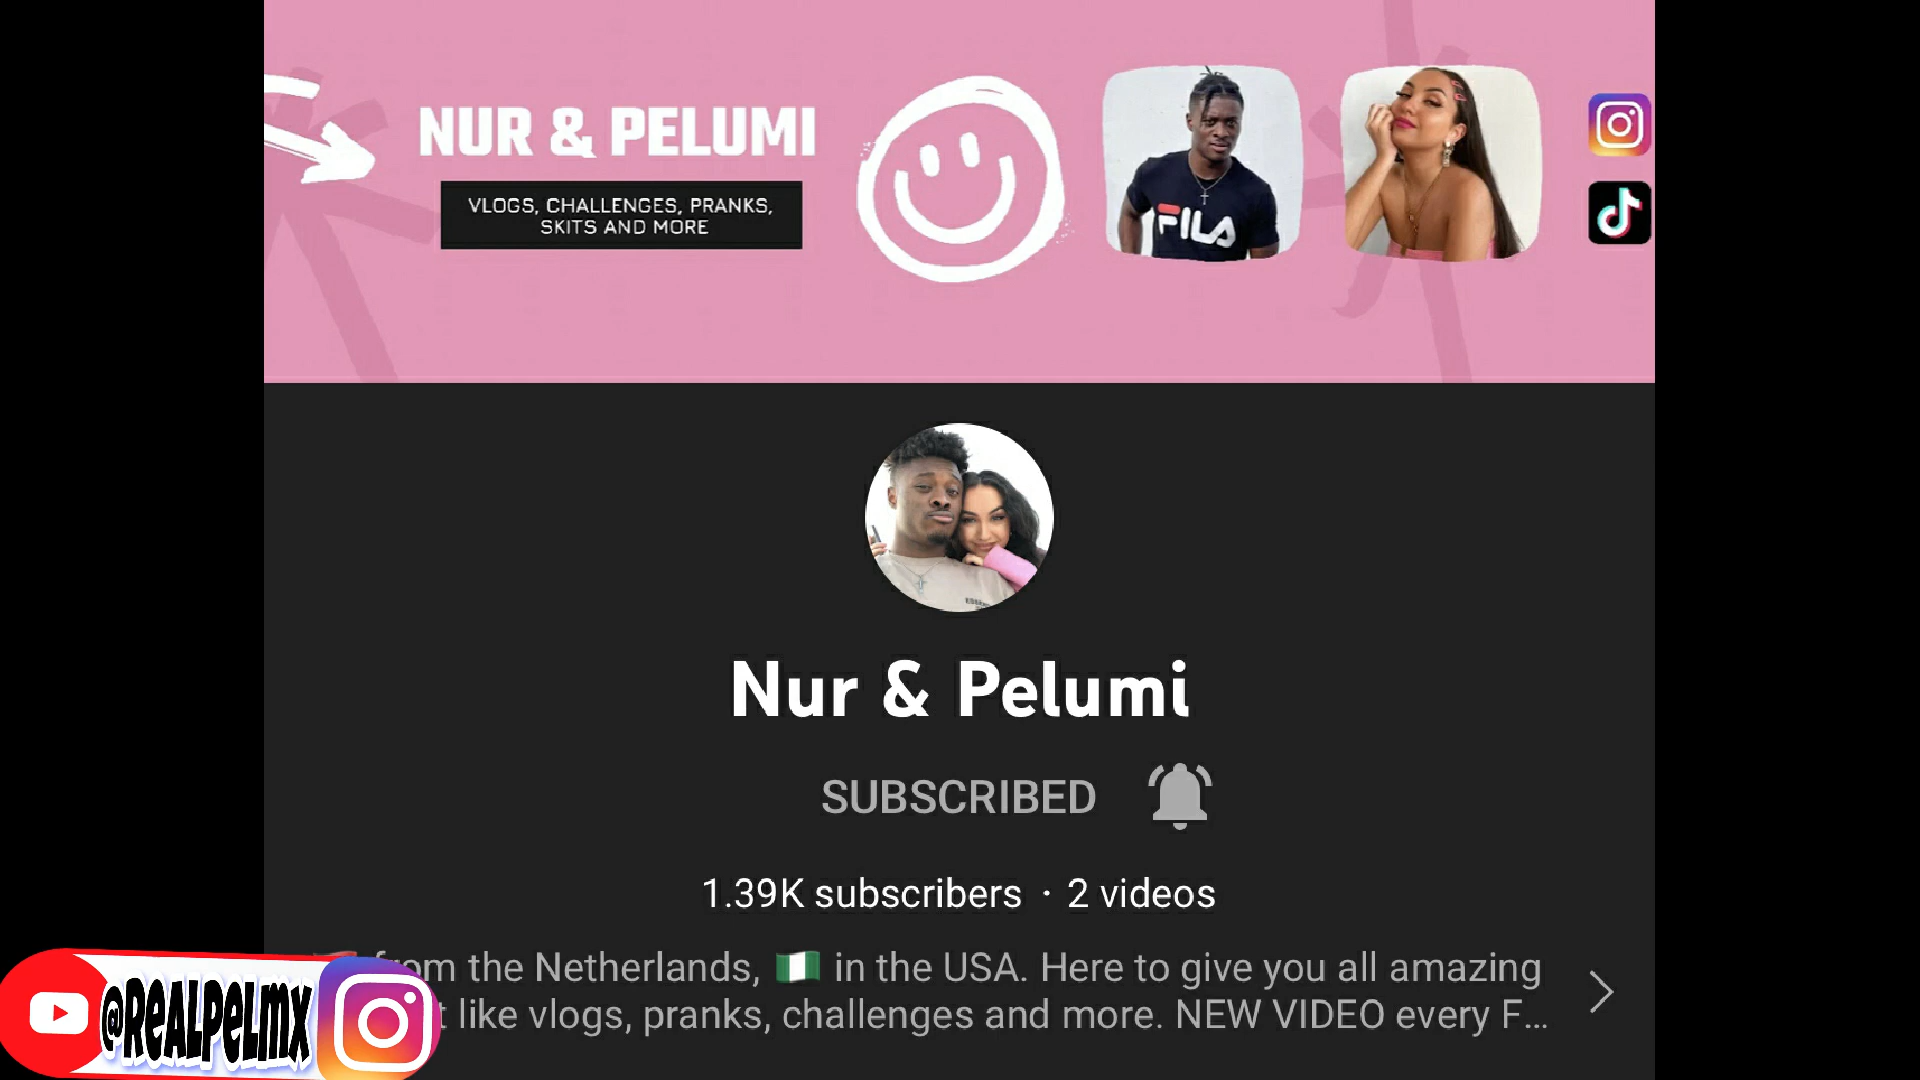 NUR & PELUMI
VLOGS, CHALLENGES, PRANKS,
SKITS AND MORE
FILA
Nur & Pelumi
SUBSCRIBED
1.39K subscribers · 2 videos
from the Netherlands, 🇳🇬 in the USA. Here to give you all amazing
t like vlogs, pranks, challenges and more. NEW VIDEO every F...
@REALPELMX